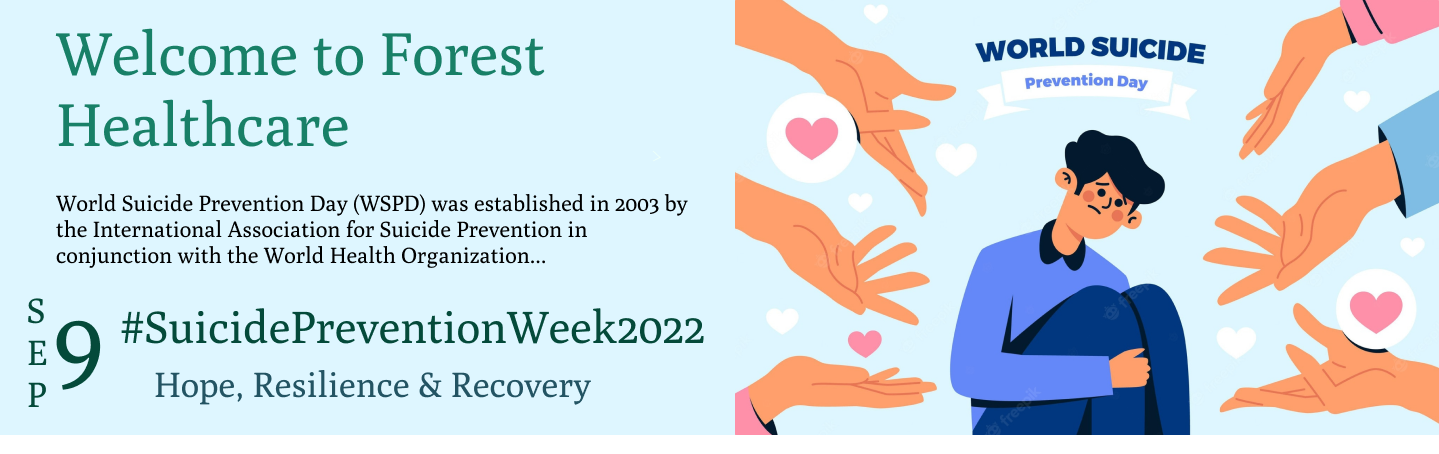 Welcome to Forest
Healthcare
World Suicide Prevention Day (WSPD) was established in 2003 by
the International Association for Suicide Prevention in
conjunction with the World Health Organization...
SEP
9
#SuicidePreventionWeek2022
Hope, Resilience & Recovery
WORLD SUICIDE
Prevention Day
freepik